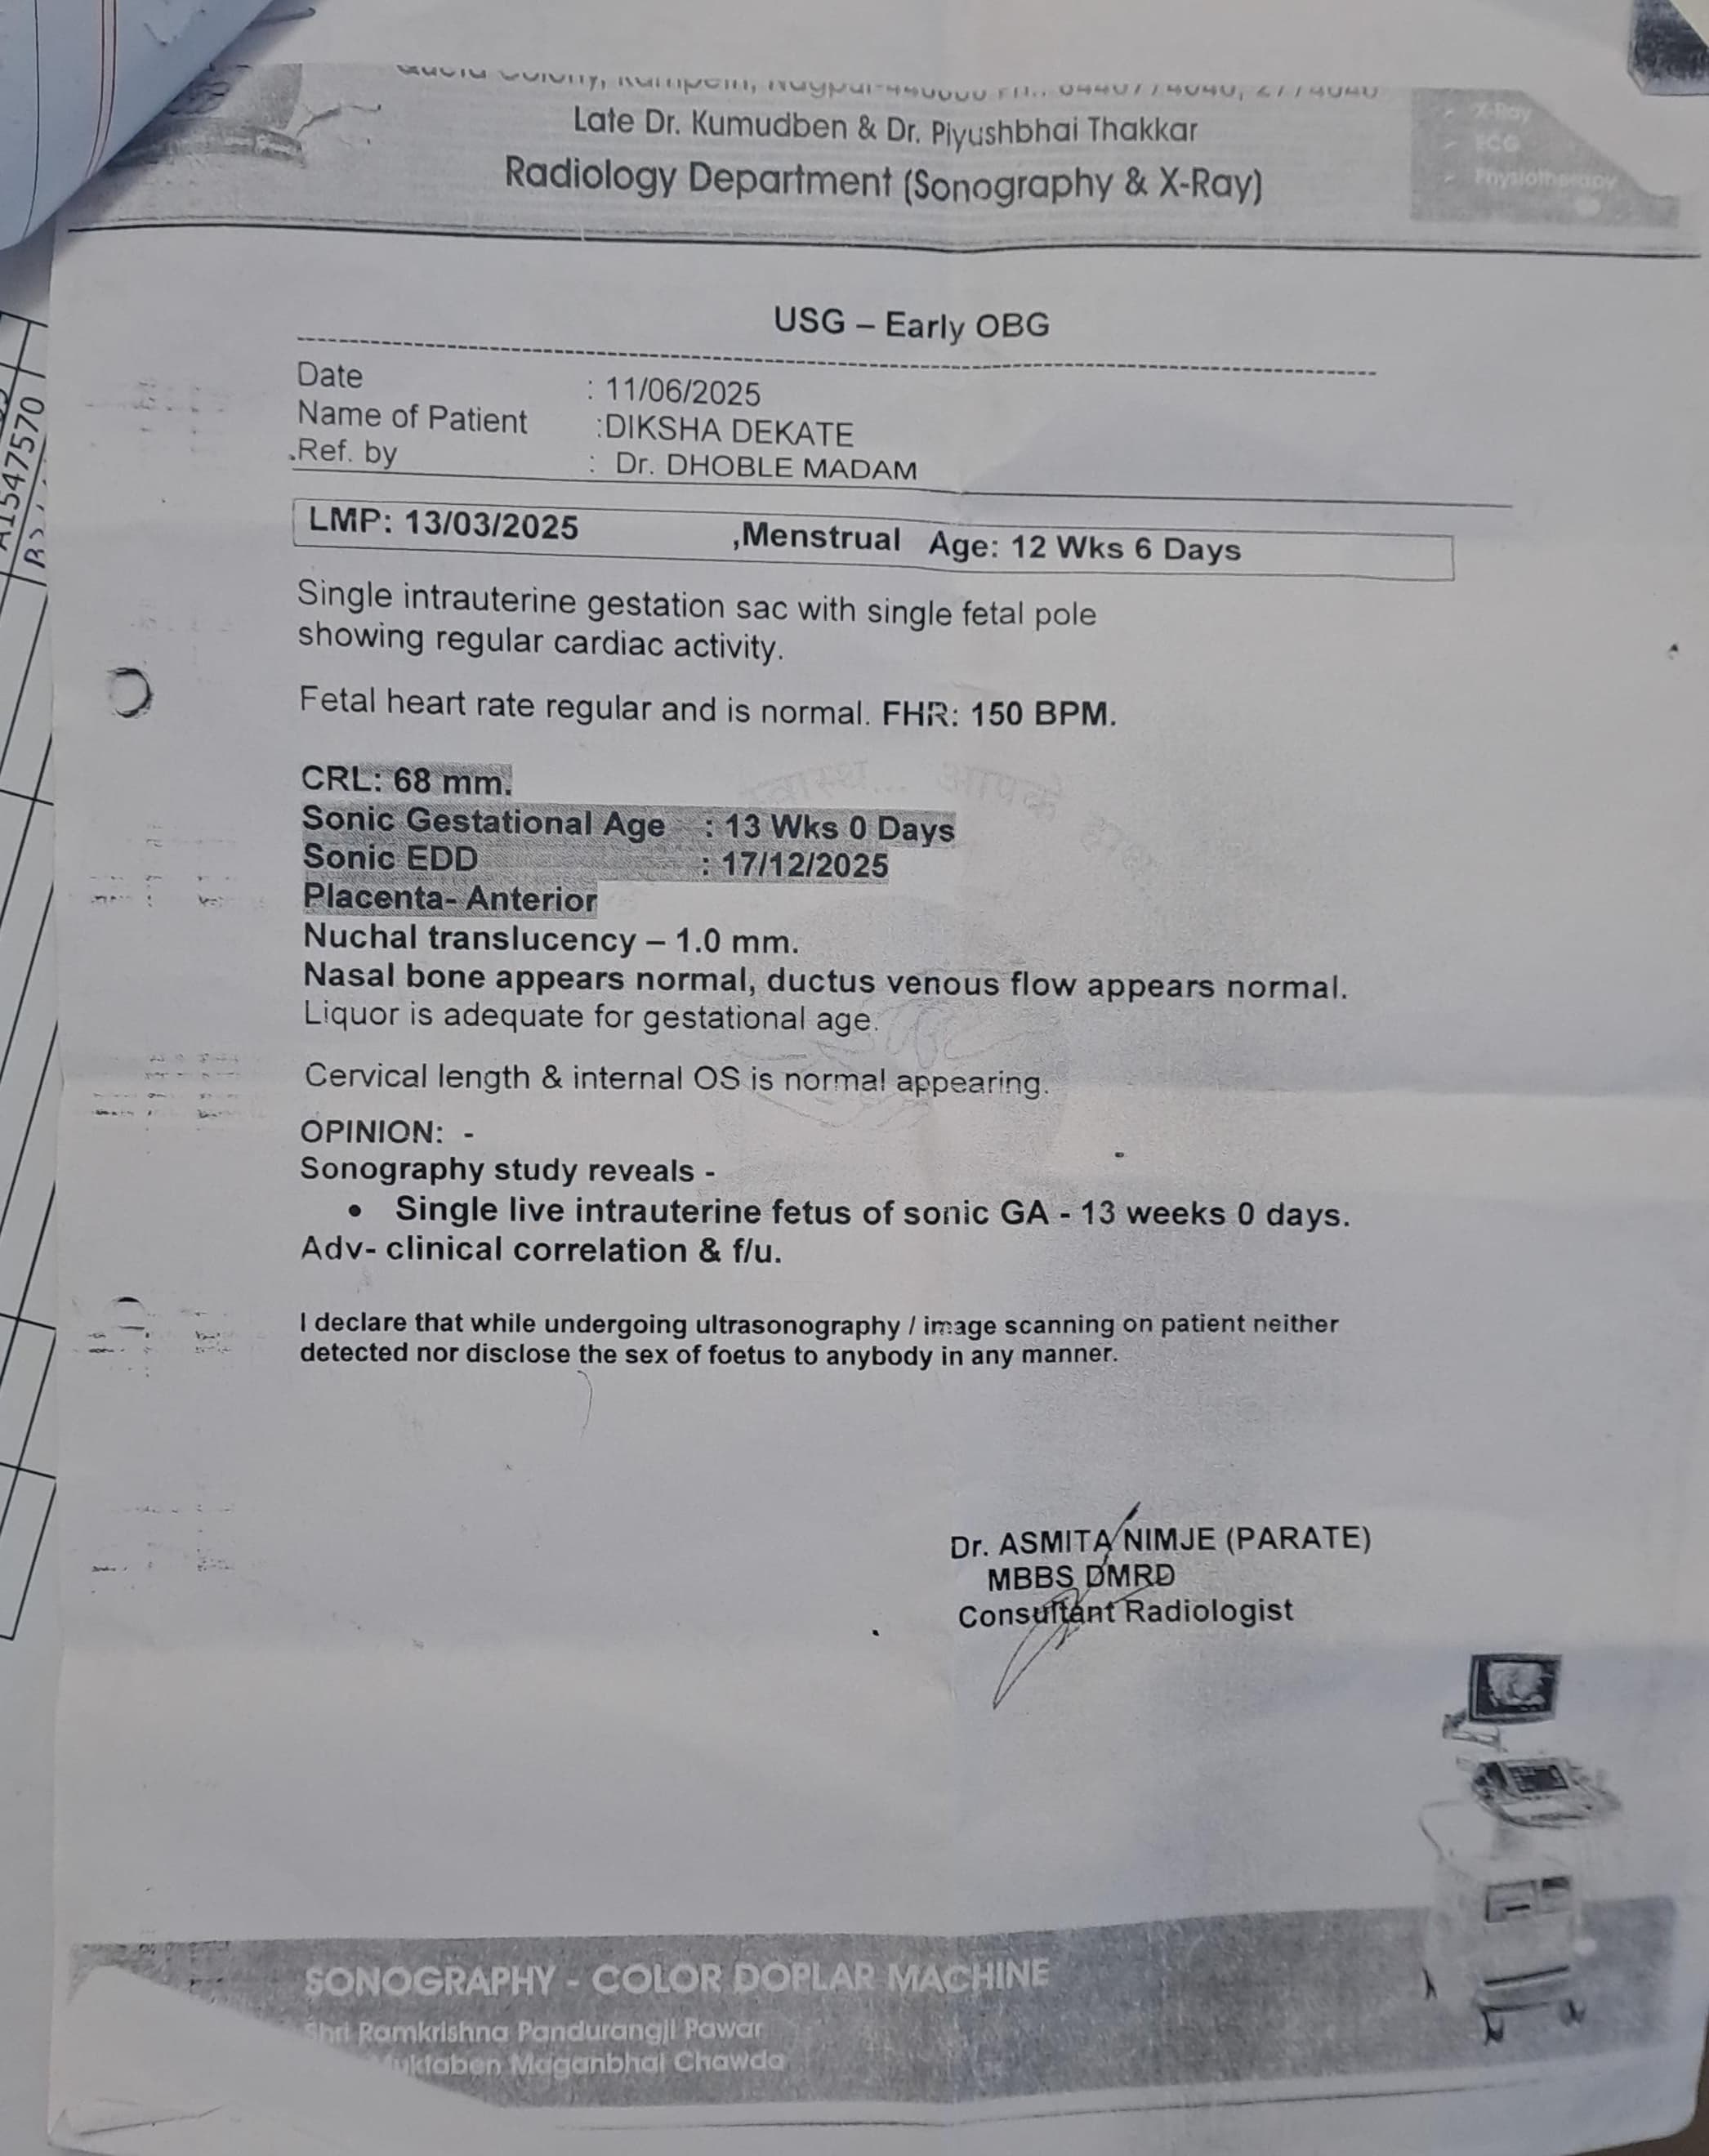 Late Dr. Kumudben & Dr. Piyushbhai Thakkar
Radiology Department (Sonography & X-Ray)
X-Ray
ECG
Physiotherapy
USG – Early OBG
Date : 11/06/2025
Name of Patient :DIKSHA DEKATE
.Ref. by : Dr. DHOBLE MADAM
LMP: 13/03/2025 ,Menstrual Age: 12 Wks 6 Days
Single intrauterine gestation sac with single fetal pole
showing regular cardiac activity.
Fetal heart rate regular and is normal. FHR: 150 BPM.
CRL: 68 mm.
Sonic Gestational Age : 13 Wks 0 Days
Sonic EDD : 17/12/2025
Placenta- Anterior
Nuchal translucency – 1.0 mm.
Nasal bone appears normal, ductus venous flow appears normal.
Liquor is adequate for gestational age.
Cervical length & internal OS is normal appearing.
OPINION: -
Sonography study reveals -
• Single live intrauterine fetus of sonic GA - 13 weeks 0 days.
Adv- clinical correlation & f/u.
I declare that while undergoing ultrasonography / image scanning on patient neither
detected nor disclose the sex of foetus to anybody in any manner.
Dr. ASMITA NIMJE (PARATE)
MBBS DMRD
Consultant Radiologist
SONOGRAPHY - COLOR DOPLAR MACHINE
Shri Ramkrishna Pandurangji Pawar
Maganbhai Chawda
A1547570